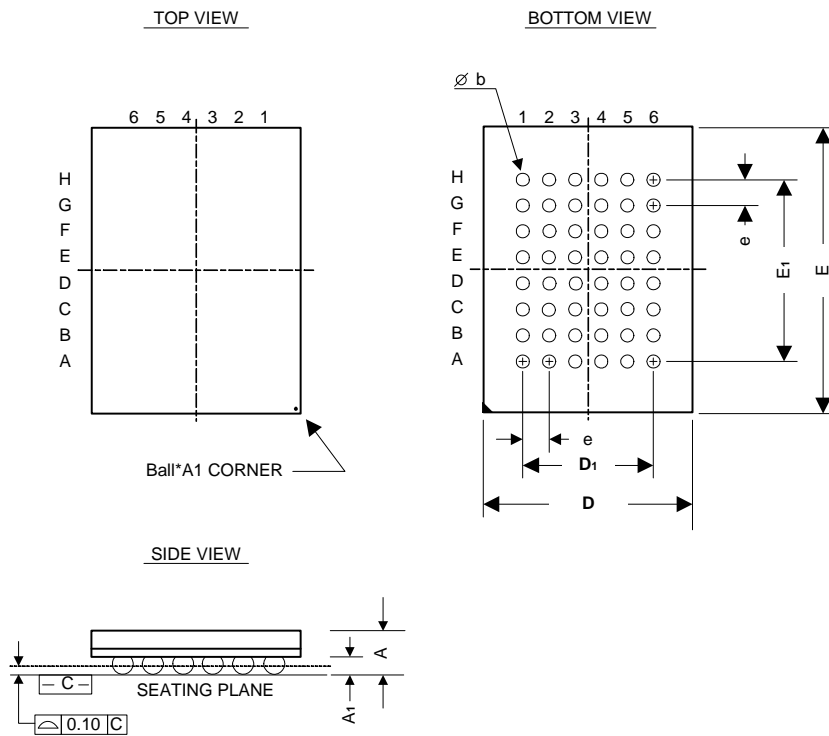 TOP VIEW
BOTTOM VIEW
⌀ b
6 5 4 3 2 1
1 2 3 4 5 6
H
G
F
E
D
C
B
A
H
G
F
E
D
C
B
A
e
E1
E
Ball*A1 CORNER
e
D1
D
SIDE VIEW
A
A1
– C –
SEATING PLANE
⌓ 0.10 C